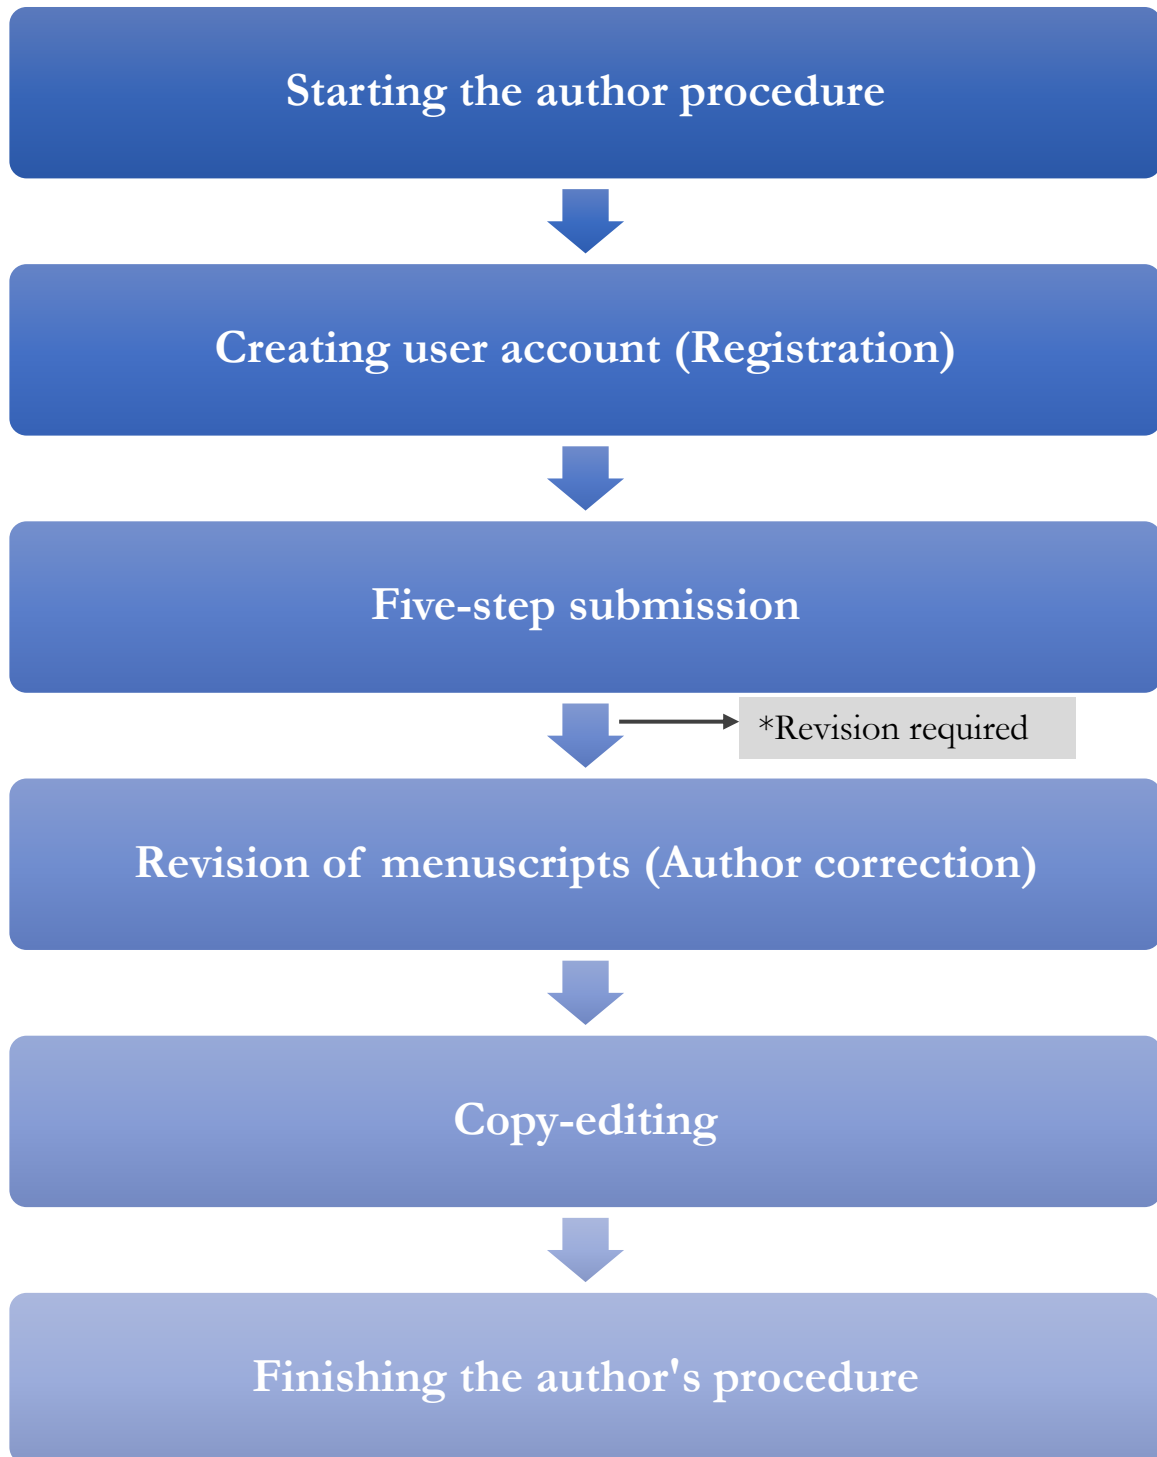 Starting the author procedure
Creating user account (Registration)
Five-step submission
*Revision required
Revision of menuscripts (Author correction)
Copy-editing
Finishing the author's procedure